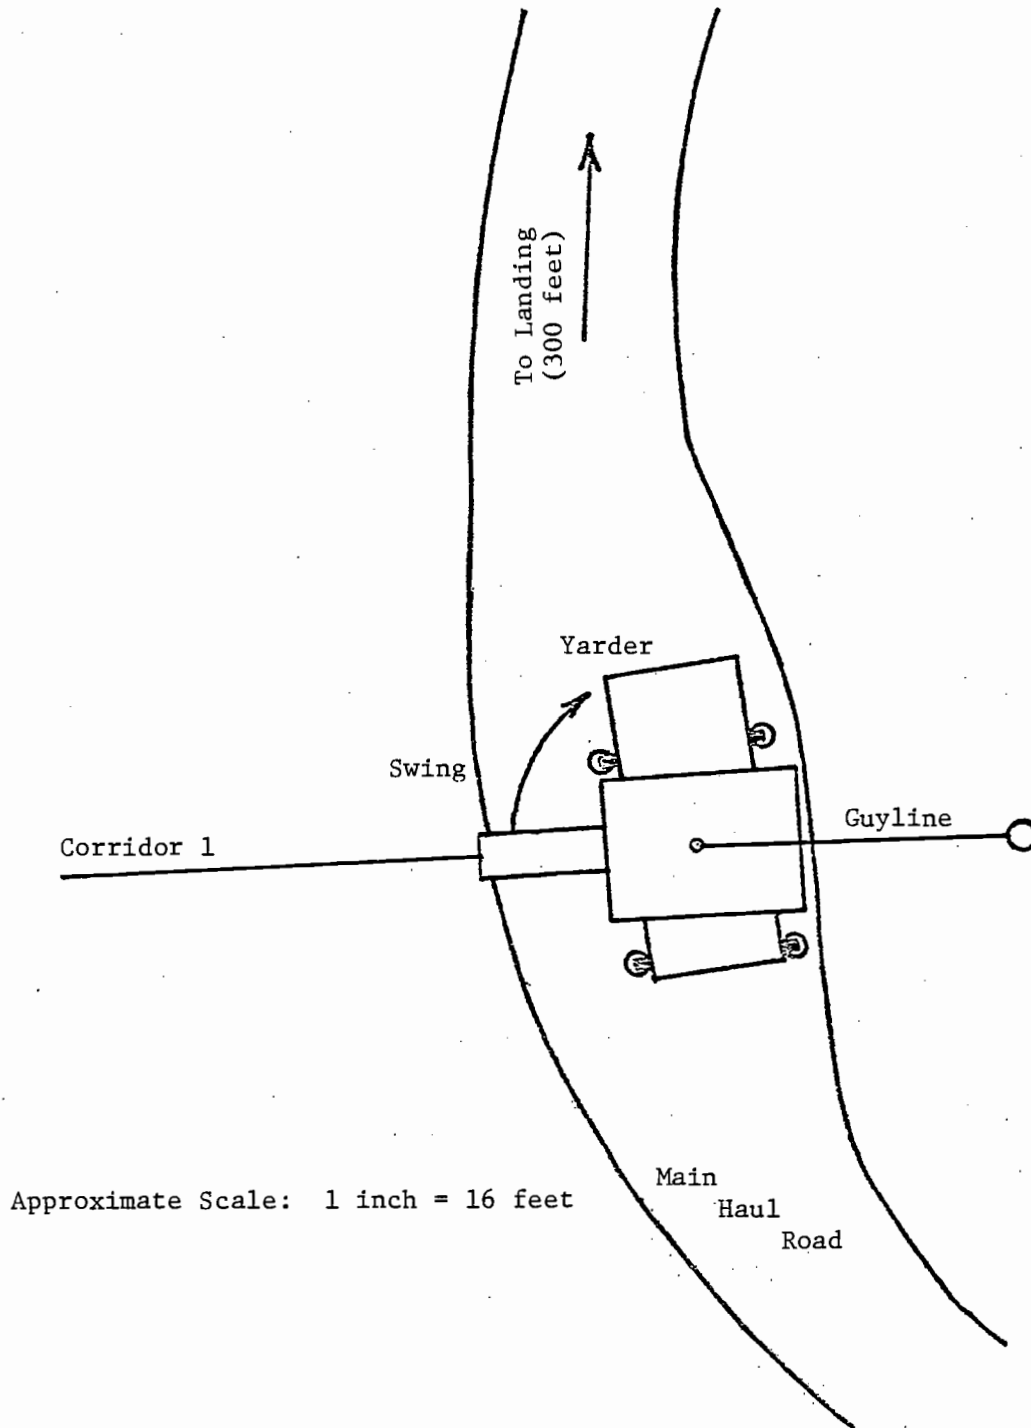 To Landing
(300 feet)
Yarder
Swing
Corridor 1
Guyline
Approximate Scale:  1 inch = 16 feet
Main
Haul
Road